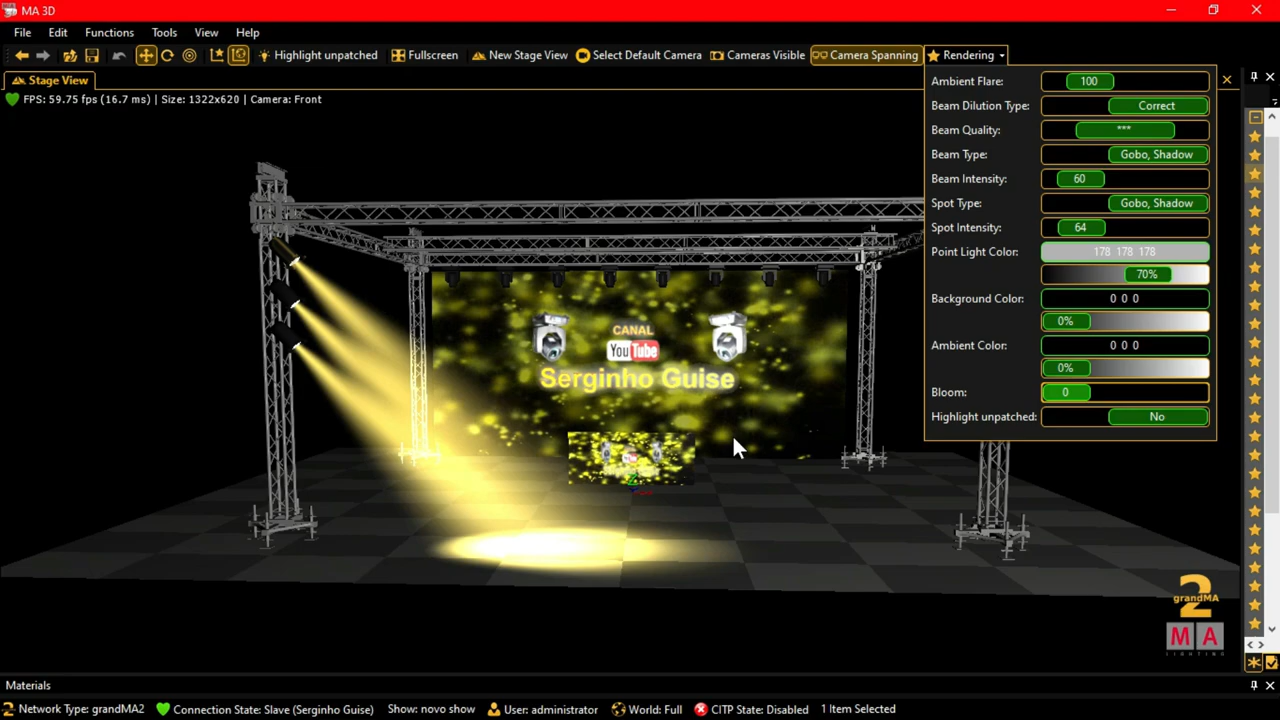 MA 3D
File Edit Functions Tools View Help
Highlight unpatched Fullscreen New Stage View Select Default Camera Cameras Visible Camera Spanning Rendering
Stage View
FPS: 59.75 fps (16.7 ms) | Size: 1322x620 | Camera: Front
Ambient Flare: 100
Beam Dilution Type: Correct
Beam Quality: ***
Beam Type: Gobo, Shadow
Beam Intensity: 60
Spot Type: Gobo, Shadow
Spot Intensity: 64
Point Light Color: 178 178 178
70%
Background Color: 0 0 0
0%
Ambient Color: 0 0 0
0%
Bloom: 0
Highlight unpatched: No
CANAL
YouTube
Serginho Guise
2
grandMA
MA
LIGHTING
Materials
Network Type: grandMA2 Connection State: Slave (Serginho Guise) Show: novo show User: administrator World: Full CITP State: Disabled 1 Item Selected